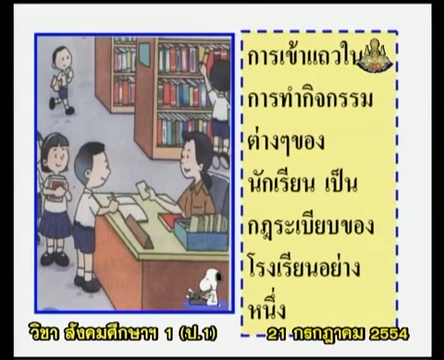 การเข้าแถวใน
การทำกิจกรรม
ต่างๆของ
นักเรียน เป็น
กฎระเบียบของ
โรงเรียนอย่าง
หนึ่ง
วิชา สังคมศึกษาฯ 1 (ป.1)
21 กรกฎาคม 2554